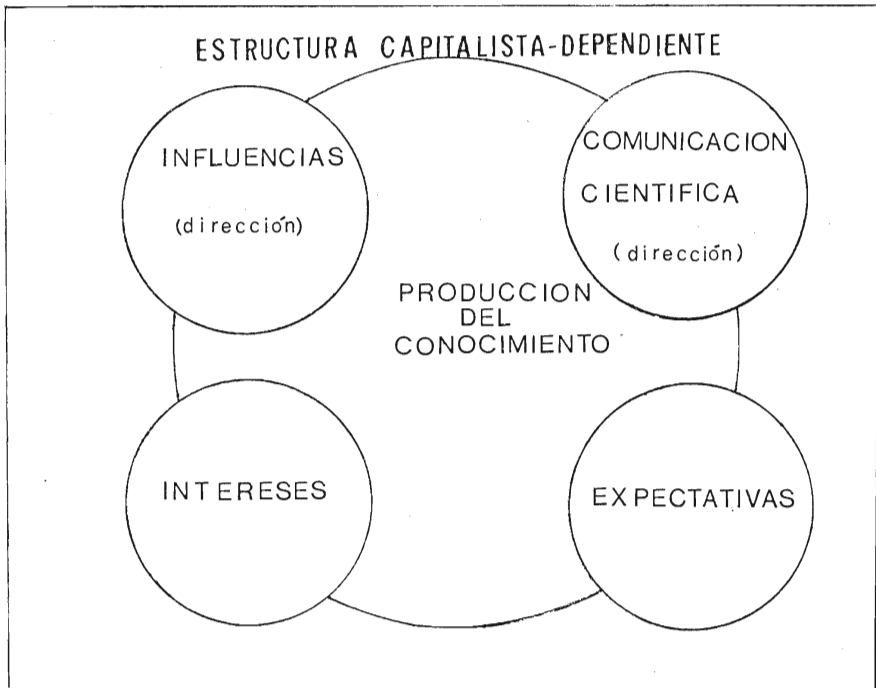 ESTRUCTURA CAPITALISTA-DEPENDIENTE
INFLUENCIAS
(dirección)
COMUNICACION
CIENTIFICA
(dirección)
PRODUCCION
DEL
CONOCIMIENTO
INTERESES
EXPECTATIVAS